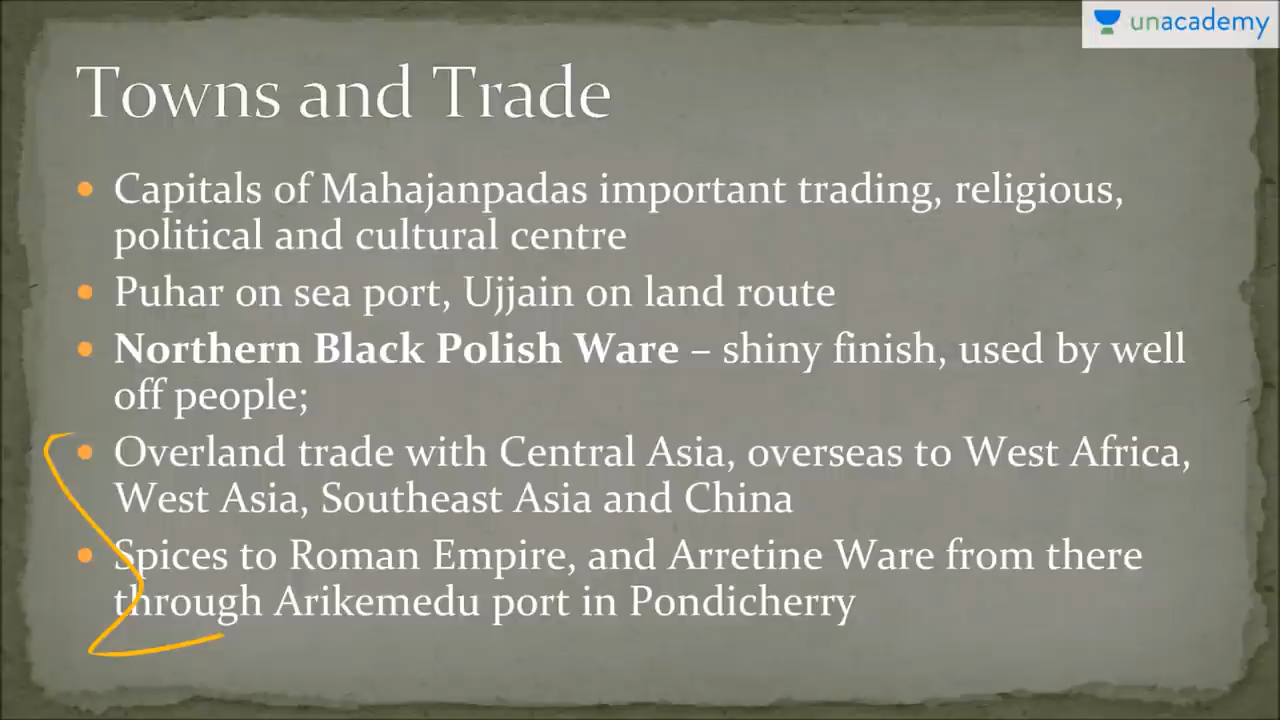 unacademy
Towns and Trade
• Capitals of Mahajanpadas important trading, religious,
political and cultural centre
• Puhar on sea port, Ujjain on land route
• Northern Black Polish Ware – shiny finish, used by well
off people;
• Overland trade with Central Asia, overseas to West Africa,
West Asia, Southeast Asia and China
• Spices to Roman Empire, and Arretine Ware from there
through Arikemedu port in Pondicherry